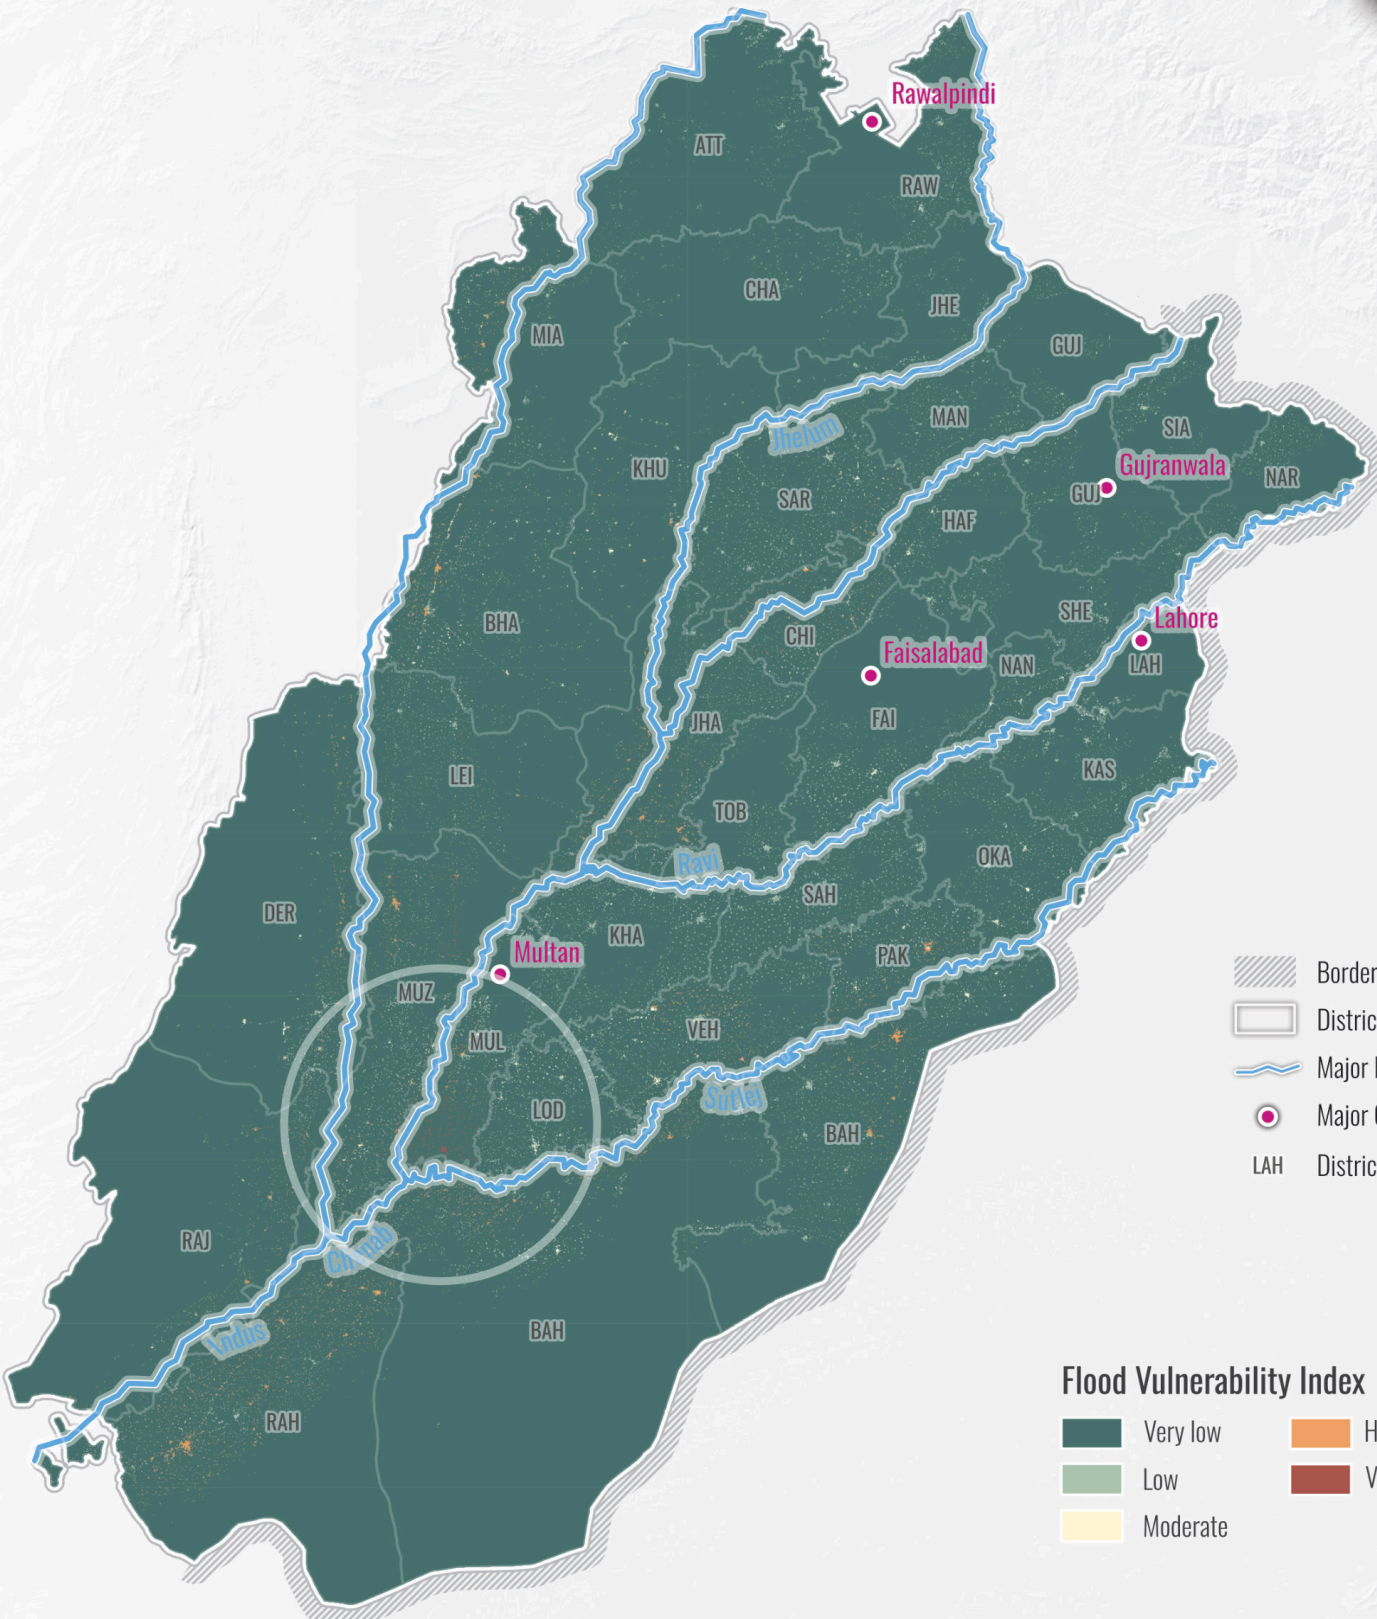 Rawalpindi
ATT
RAW
CHA
JHE
MIA
GUJ
MAN
SIA
Jhelum
KHU
Gujranwala
NAR
GUJ
SAR
HAF
BHA
SHE
Lahore
CHI
Faisalabad
NAN
LAH
JHA
FAI
LEI
KAS
TOB
Ravi
OKA
SAH
DER
KHA
Multan
PAK
MUZ
VEH
MUL
Sutlej
LOD
BAH
RAJ
Chenab
Indus
BAH
RAH
Border
Distric
Major
Major
LAH Distric
Flood Vulnerability Index
Very low H
Low V
Moderate